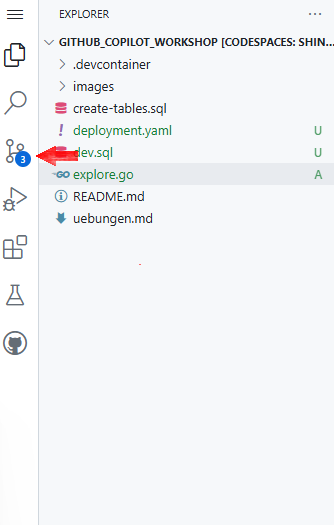 EXPLORER
GITHUB_COPILOT_WORKSHOP [CODESPACES: SHIN...
.devcontainer
images
create-tables.sql
! deployment.yaml U
3 dev.sql U
GO explore.go A
README.md
uebungen.md